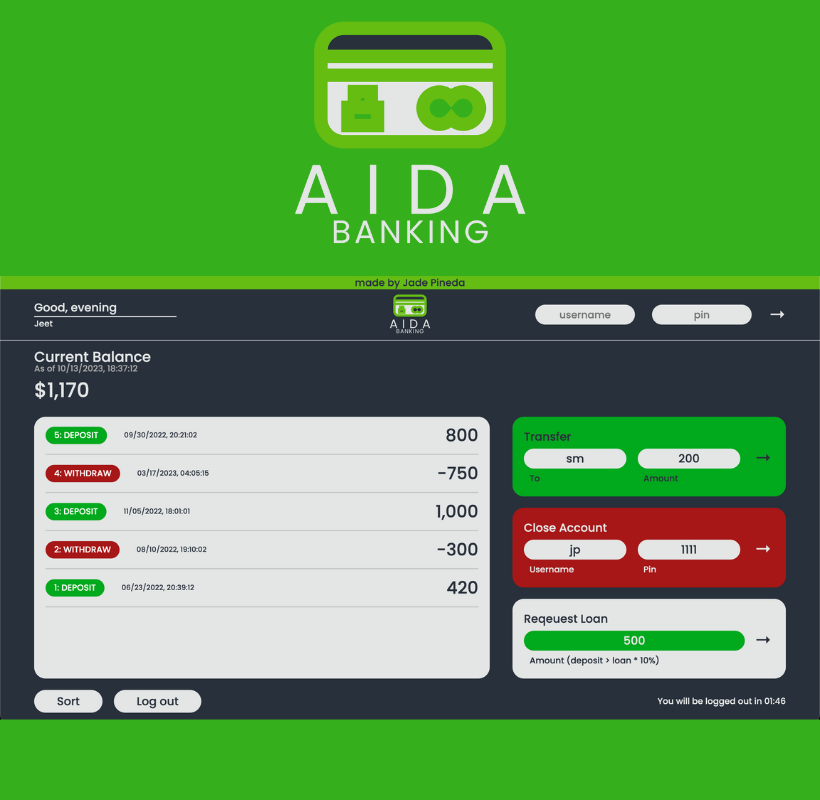 AIDA
BANKING
made by Jade Pineda
Good, evening
Jeet
AIDA
BANKING
username
pin
→
Current Balance
As of 10/13/2023, 18:37:12
$1,170
5: DEPOSIT 09/30/2022, 20:21:02 800
4: WITHDRAW 03/17/2023, 04:05:15 -750
3: DEPOSIT 11/05/2022, 18:01:01 1,000
2: WITHDRAW 08/10/2022, 19:10:02 -300
1: DEPOSIT 06/23/2022, 20:39:12 420
Transfer
sm 200 →
To Amount
Close Account
jp 1111 →
Username Pin
Reqeuest Loan
500 →
Amount (deposit > loan * 10%)
Sort
Log out
You will be logged out in 01:46